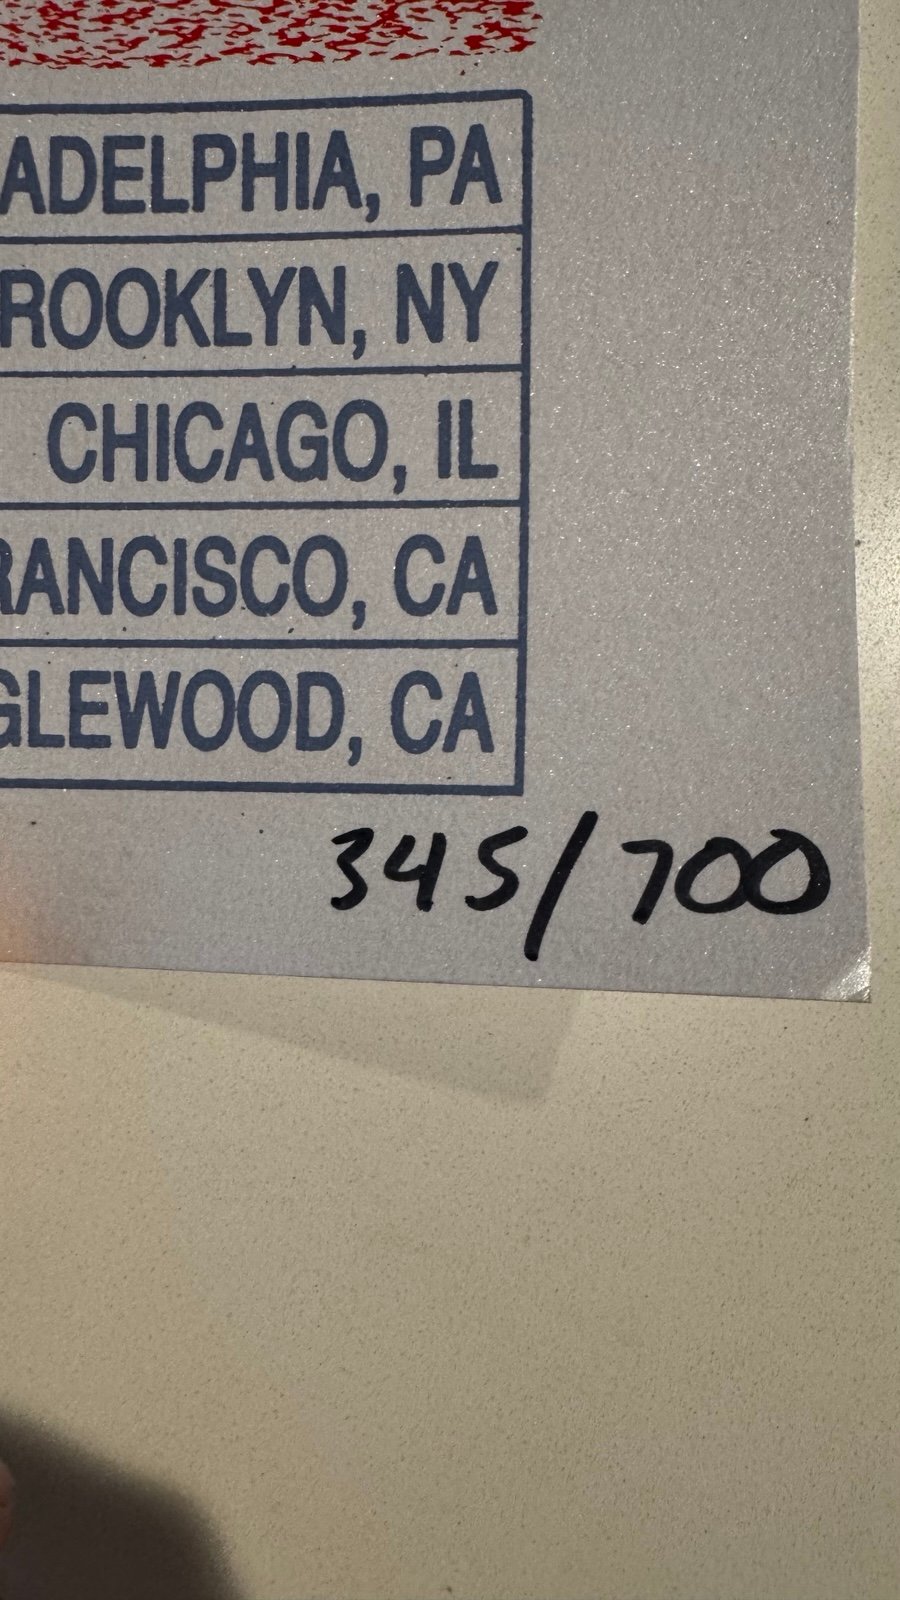 ADELPHIA, PA
ROOKLYN, NY
CHICAGO, IL
RANCISCO, CA
GLEWOOD, CA
345/700